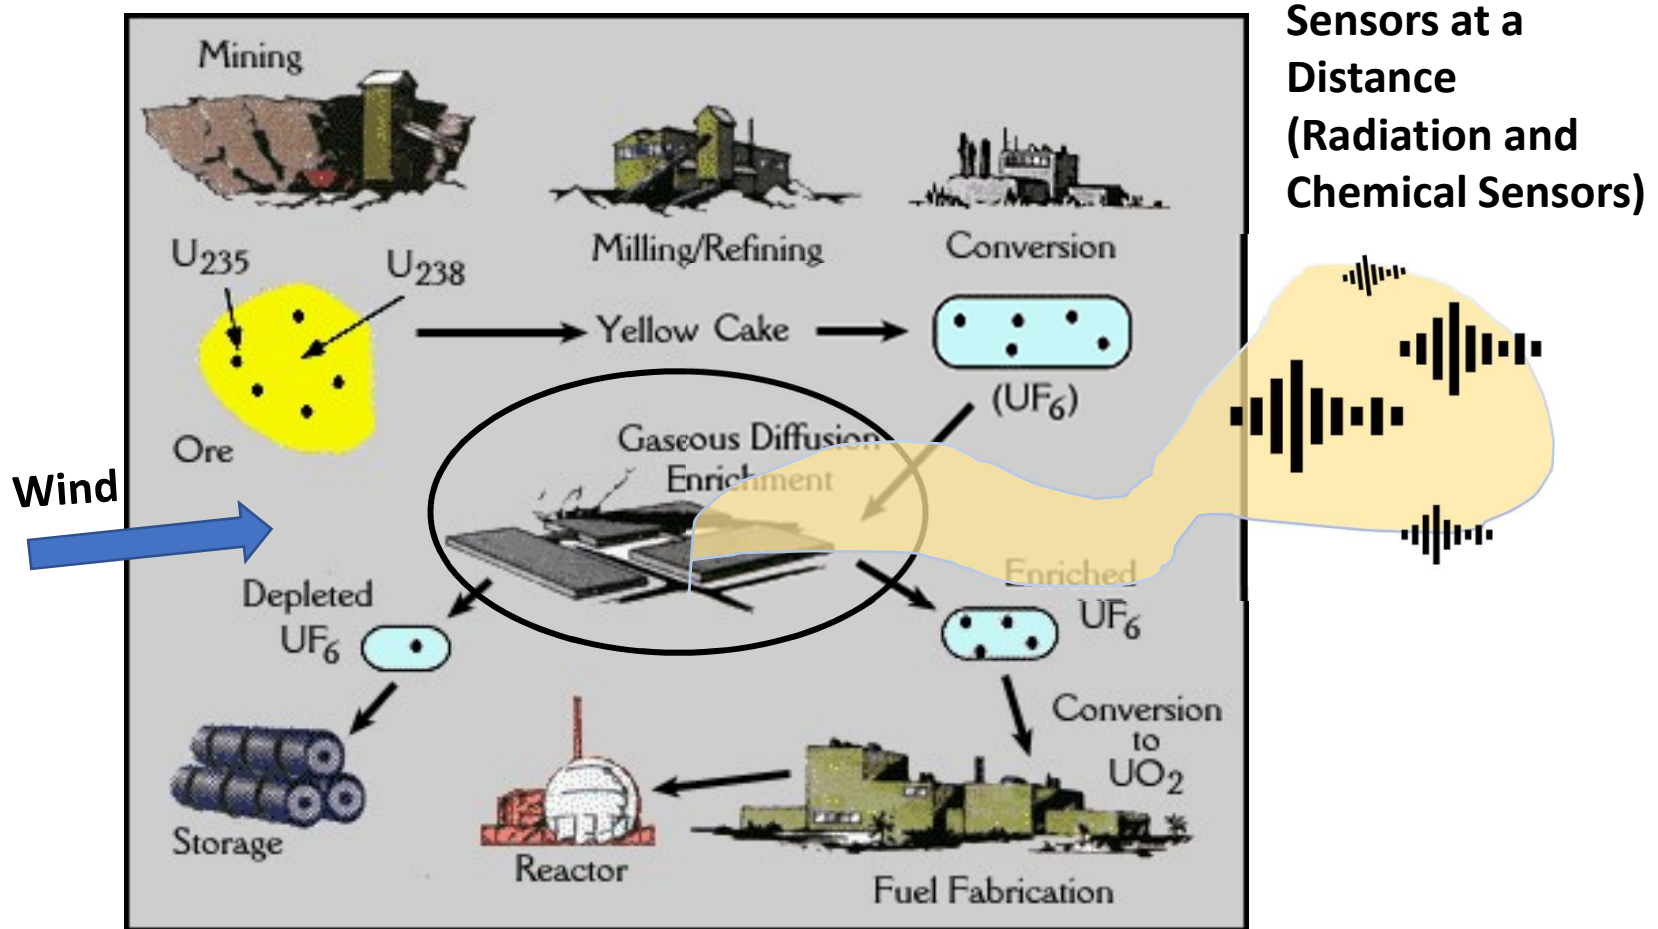 Sensors at a
Distance
(Radiation and
Chemical Sensors)
Mining
Milling/Refining
Conversion
U235
U238
Yellow Cake
(UF6)
Ore
Gaseous Diffusion
Enrichment
Wind
Depleted
UF6
Enriched
UF6
Conversion
to
UO2
Storage
Reactor
Fuel Fabrication